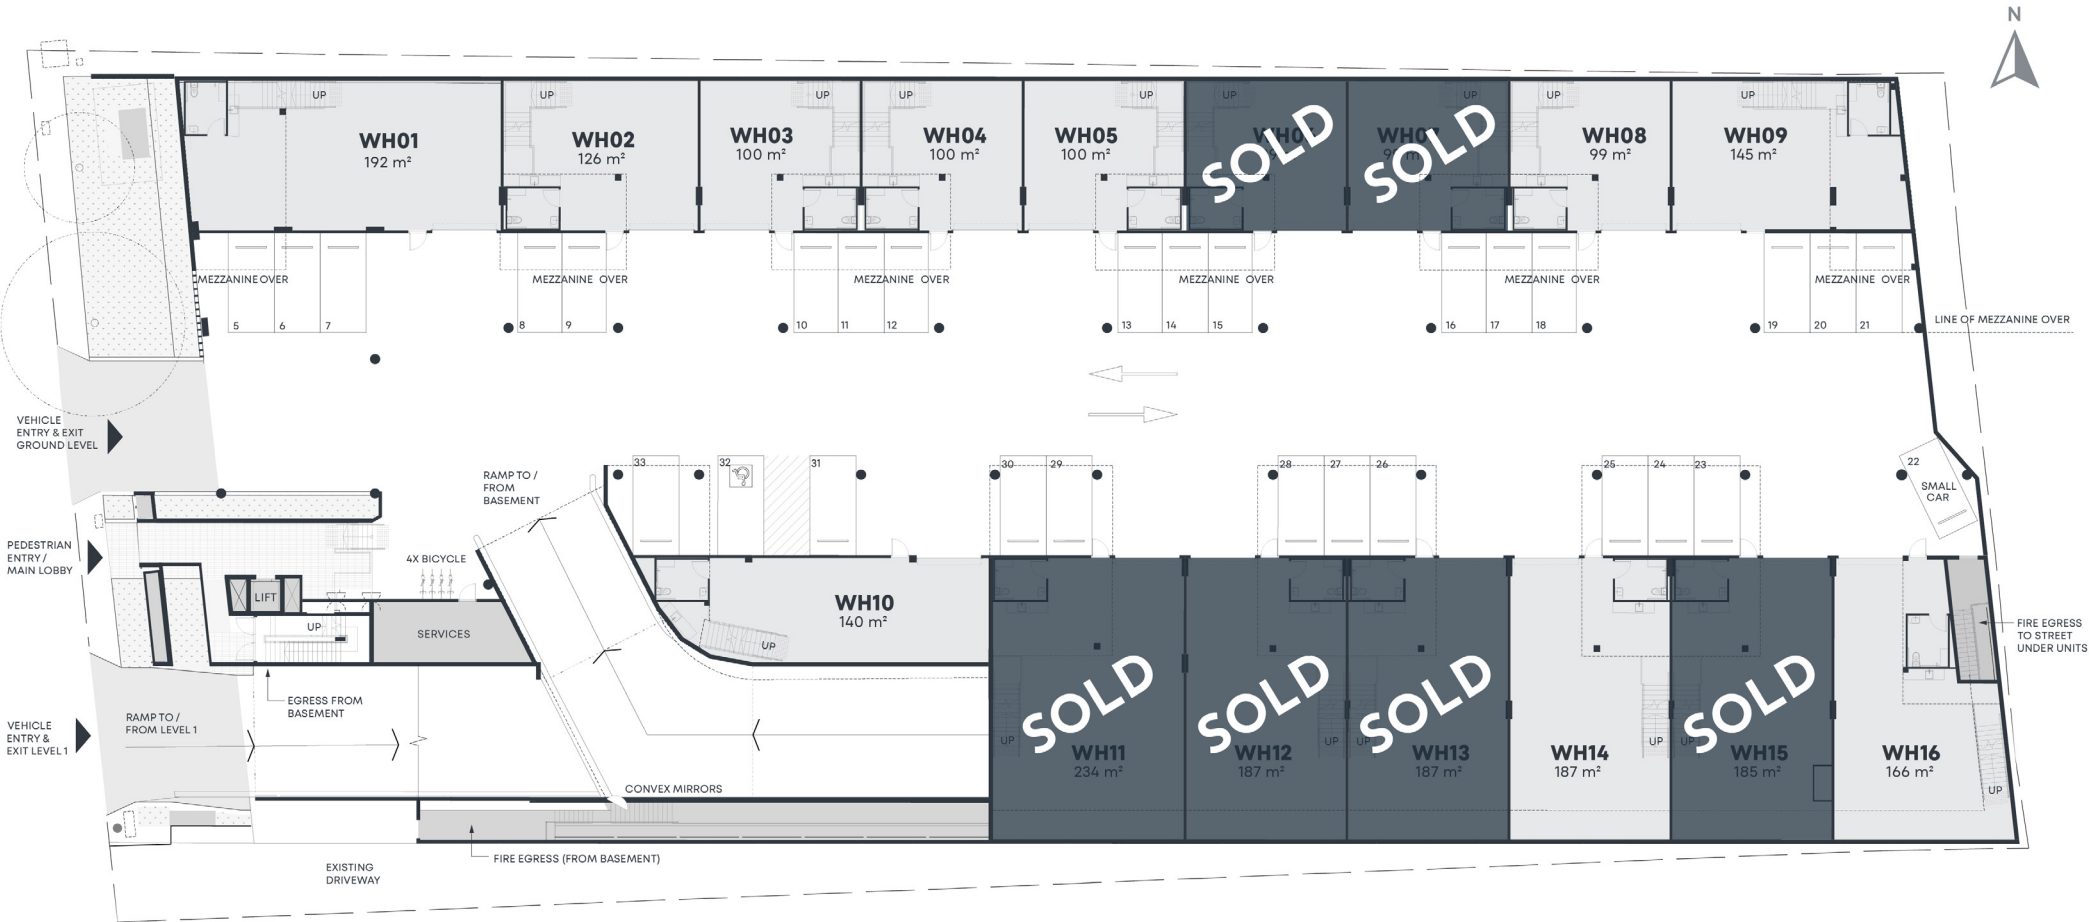 N
UP
UP
UP
UP
UP
UP
UP
UP
UP
WH01
192 m²
WH02
126 m²
WH03
100 m²
WH04
100 m²
WH05
100 m²
SOLD
SOLD
WH08
99 m²
WH09
145 m²
MEZZANINE OVER
MEZZANINE OVER
MEZZANINE OVER
MEZZANINE OVER
MEZZANINE OVER
MEZZANINE OVER
5
6
7
8
9
10
11
12
13
14
15
16
17
18
19
20
21
LINE OF MEZZANINE OVER
VEHICLE
ENTRY & EXIT
GROUND LEVEL
RAMP TO /
FROM
BASEMENT
33
32
31
30
29
28
27
26
25
24
23
22
SMALL
CAR
PEDESTRIAN
ENTRY /
MAIN LOBBY
4X BICYCLE
LIFT
UP
SERVICES
WH10
140 m²
UP
FIRE EGRESS
TO STREET
UNDER UNITS
EGRESS FROM
BASEMENT
VEHICLE
ENTRY &
EXIT LEVEL 1
RAMP TO /
FROM LEVEL 1
SOLD
SOLD
SOLD
SOLD
UP
UP
UP
UP
UP
UP
WH11
234 m²
WH12
187 m²
WH13
187 m²
WH14
187 m²
WH15
185 m²
WH16
166 m²
CONVEX MIRRORS
FIRE EGRESS (FROM BASEMENT)
EXISTING
DRIVEWAY